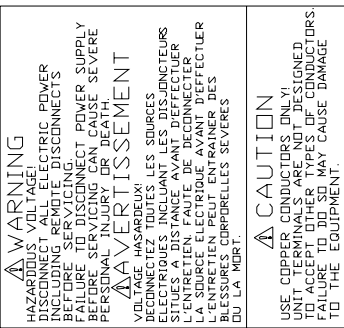 ⚠WARNING
HAZARDOUS VOLTAGE!
DISCONNECT ALL ELECTRIC POWER
INCLUDING REMOTE DISCONNECTS
BEFORE SERVICING.
FAILURE TO DISCONNECT POWER SUPPLY
BEFORE SERVICING CAN CAUSE SEVERE
PERSONAL INJURY OR DEATH.
⚠AVERTISSEMENT
VOLTAGE HASARDEUX!
DECONNECTEZ TOUTES LES SOURCES
ELECTRIQUES INCLUANT LES DISJONCTEURS
SITUES A DISTANCE AVANT D'EFFECTUER
L'ENTRETIEN. FAUTE DE DECONNECTER
LA SOURCE ELECTRIQUE AVANT D'EFFECTUER
L'ENTRETIEN PEUT ENTRAINER DES
BLESSURES CORPORELLES SEVERES
OU LA MORT.
⚠ CAUTION
USE COPPER CONDUCTORS ONLY!
UNIT TERMINALS ARE NOT DESIGNED
TO ACCEPT OTHER TYPES OF CONDUCTORS.
FAILURE TO DO SO MAY CAUSE DAMAGE
TO THE EQUIPMENT.